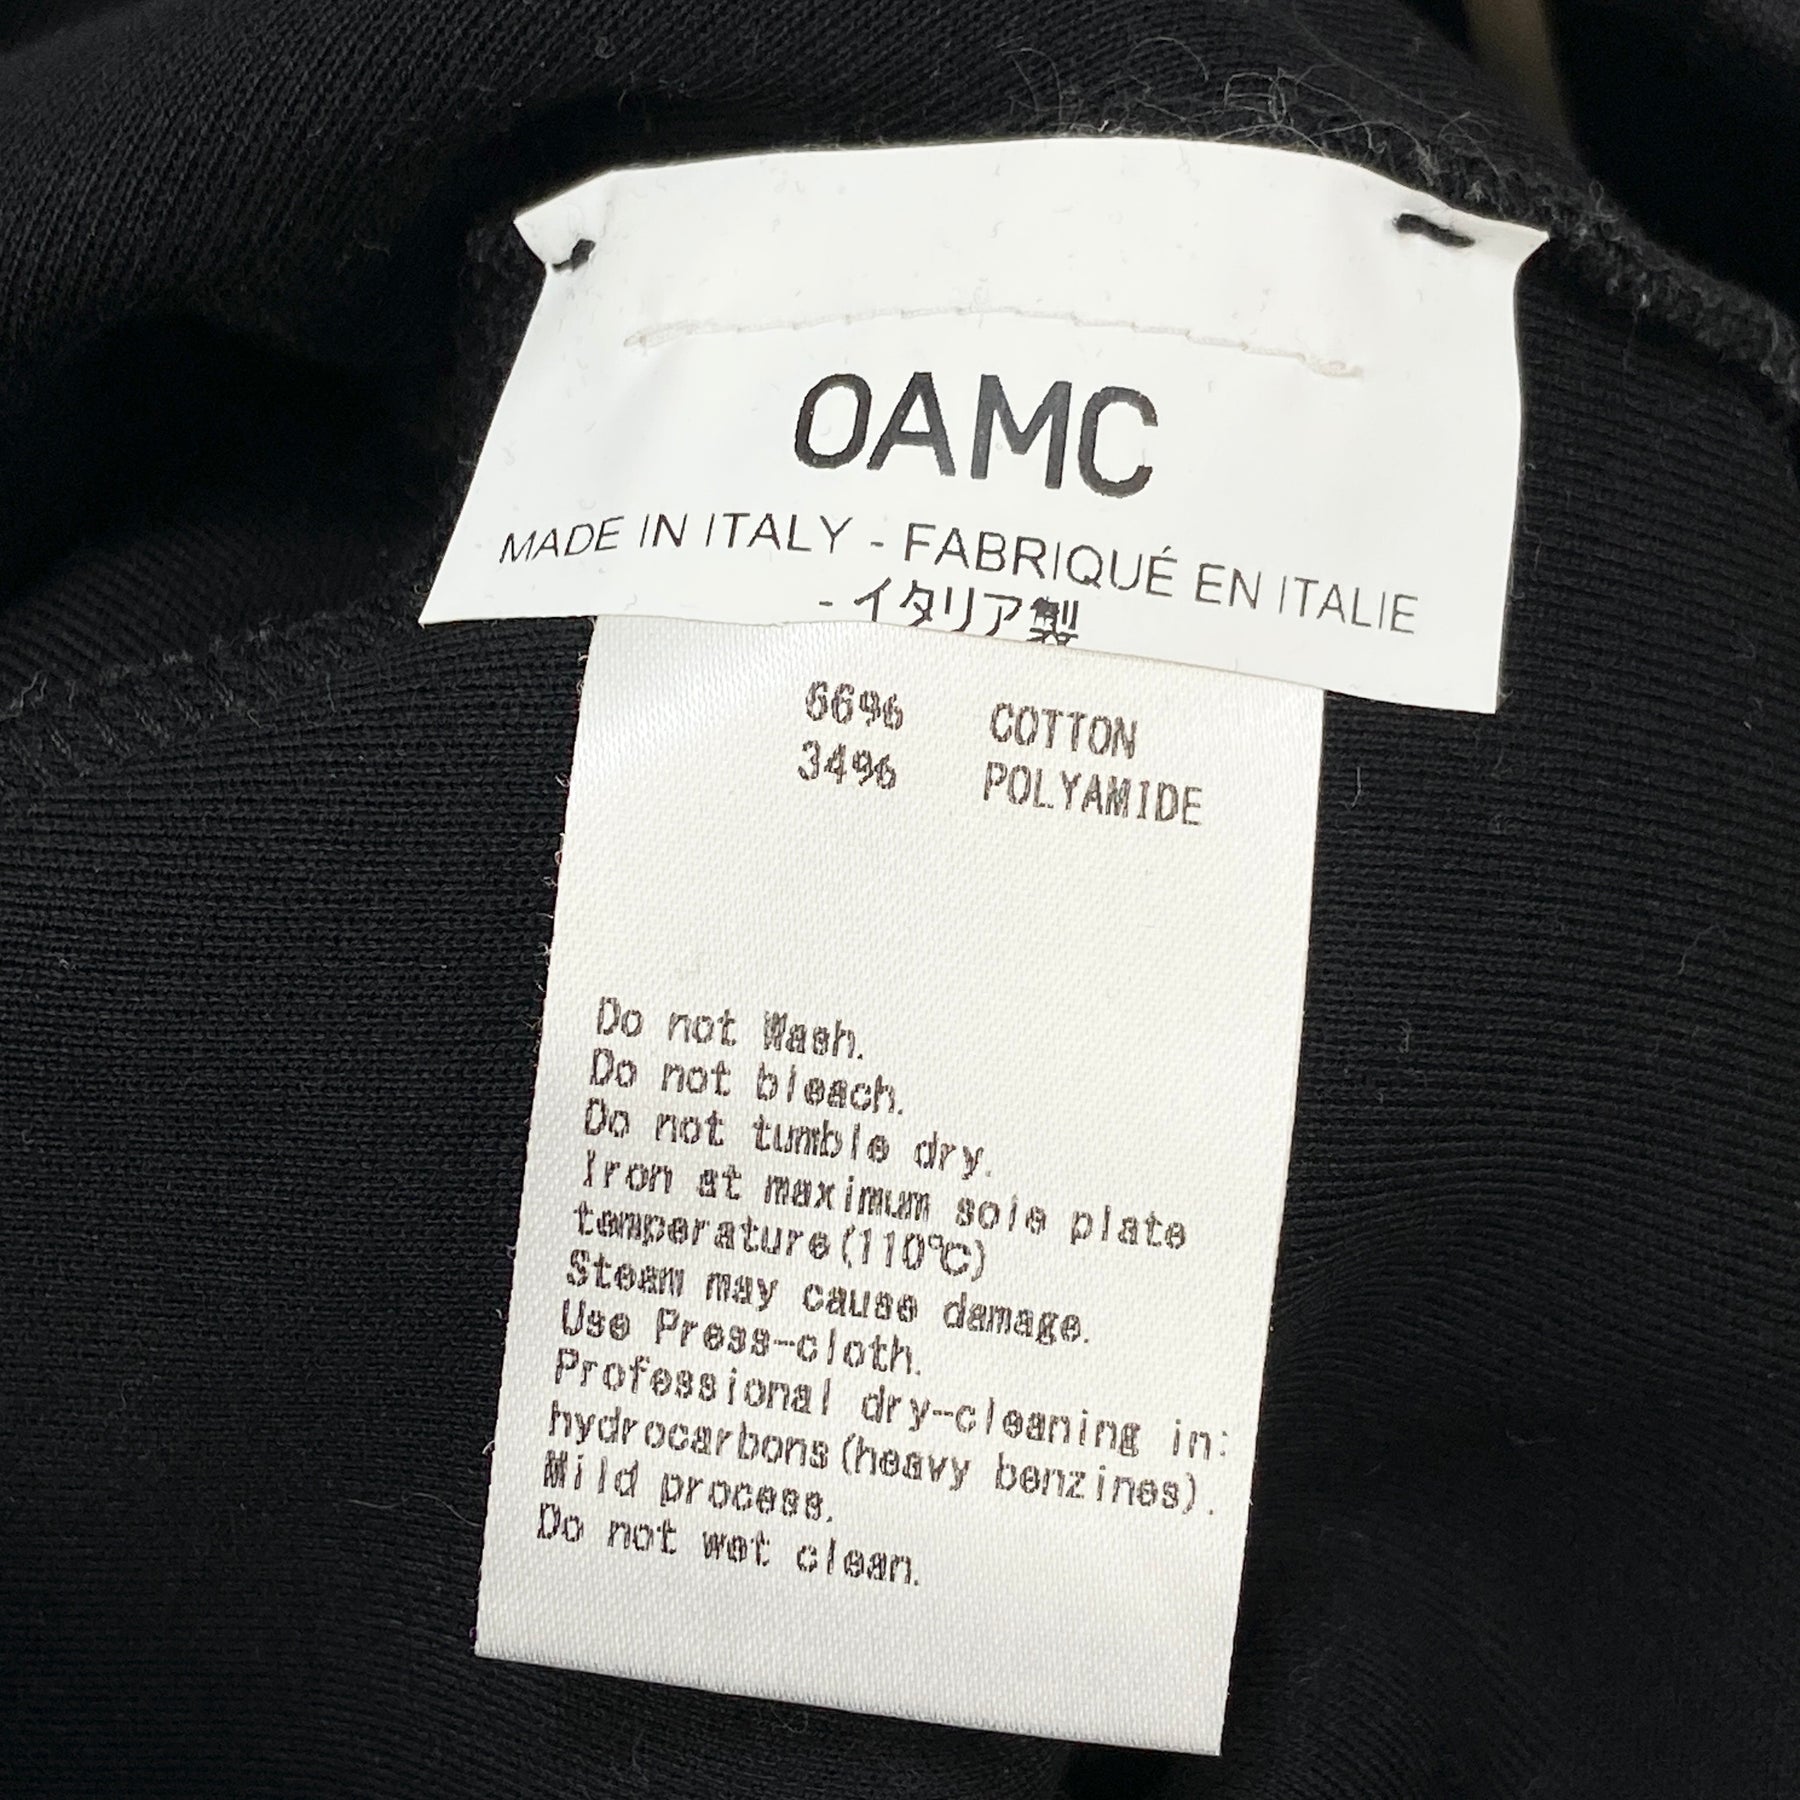 OAMC
MADE IN ITALY - FABRIQUÉ EN ITALIE
- イタリア製
66% COTTON
34% POLYAMIDE
Do not Wash.
Do not bleach.
Do not tumble dry.
Iron at maximum sole plate
temperature(110℃)
Steam may cause damage.
Use Press-cloth.
Professional dry-cleaning in:
hydrocarbons(heavy benzines).
Mild process.
Do not wet clean.